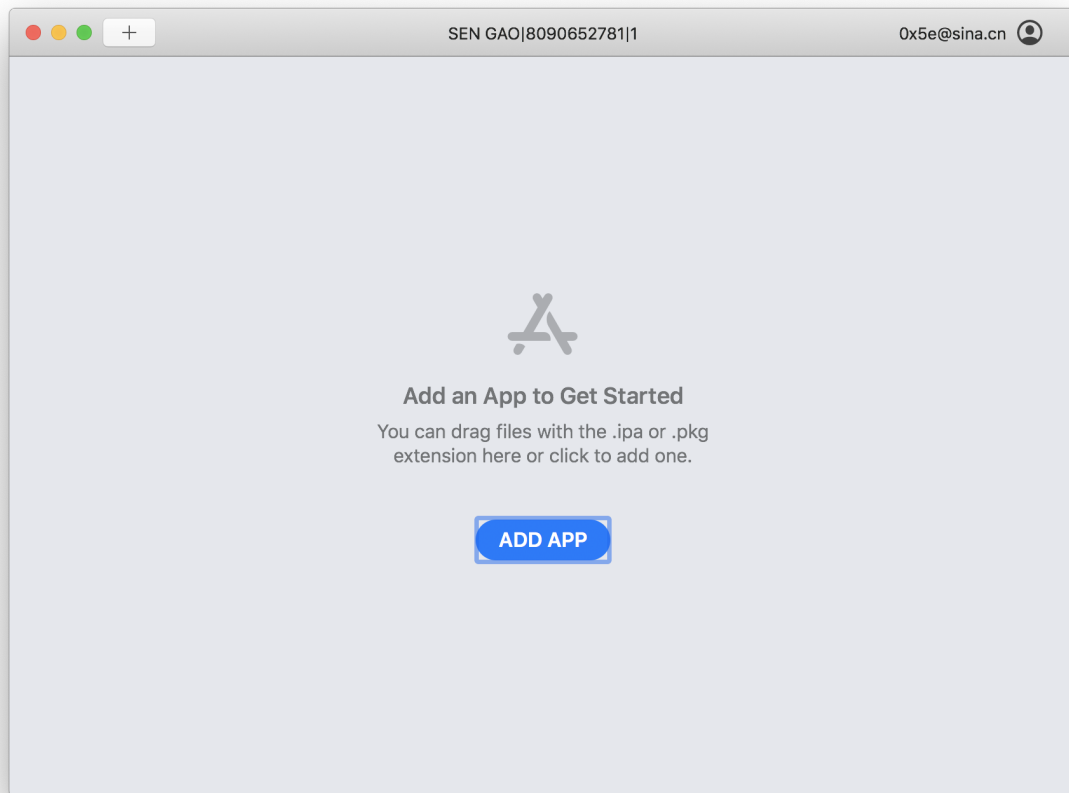 SEN GAO|8090652781|1
0x5e@sina.cn
Add an App to Get Started
You can drag files with the .ipa or .pkg
extension here or click to add one.
ADD APP